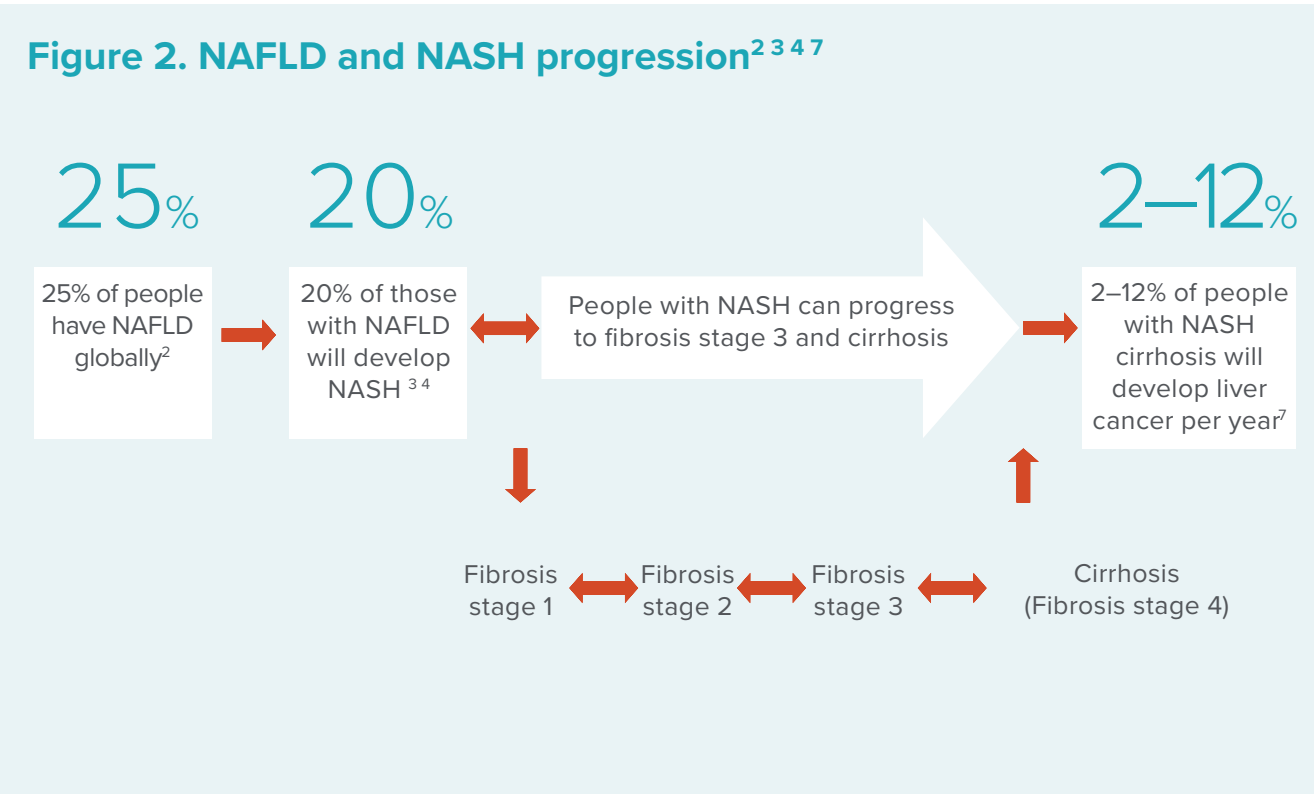 Figure 2. NAFLD and NASH progression2 3 4 7
25%
20%
2–12%
25% of people
have NAFLD
globally2
20% of those
with NAFLD
will develop
NASH 3 4
People with NASH can progress
to fibrosis stage 3 and cirrhosis
2–12% of people
with NASH
cirrhosis will
develop liver
cancer per year7
Fibrosis
stage 1
Fibrosis
stage 2
Fibrosis
stage 3
Cirrhosis
(Fibrosis stage 4)